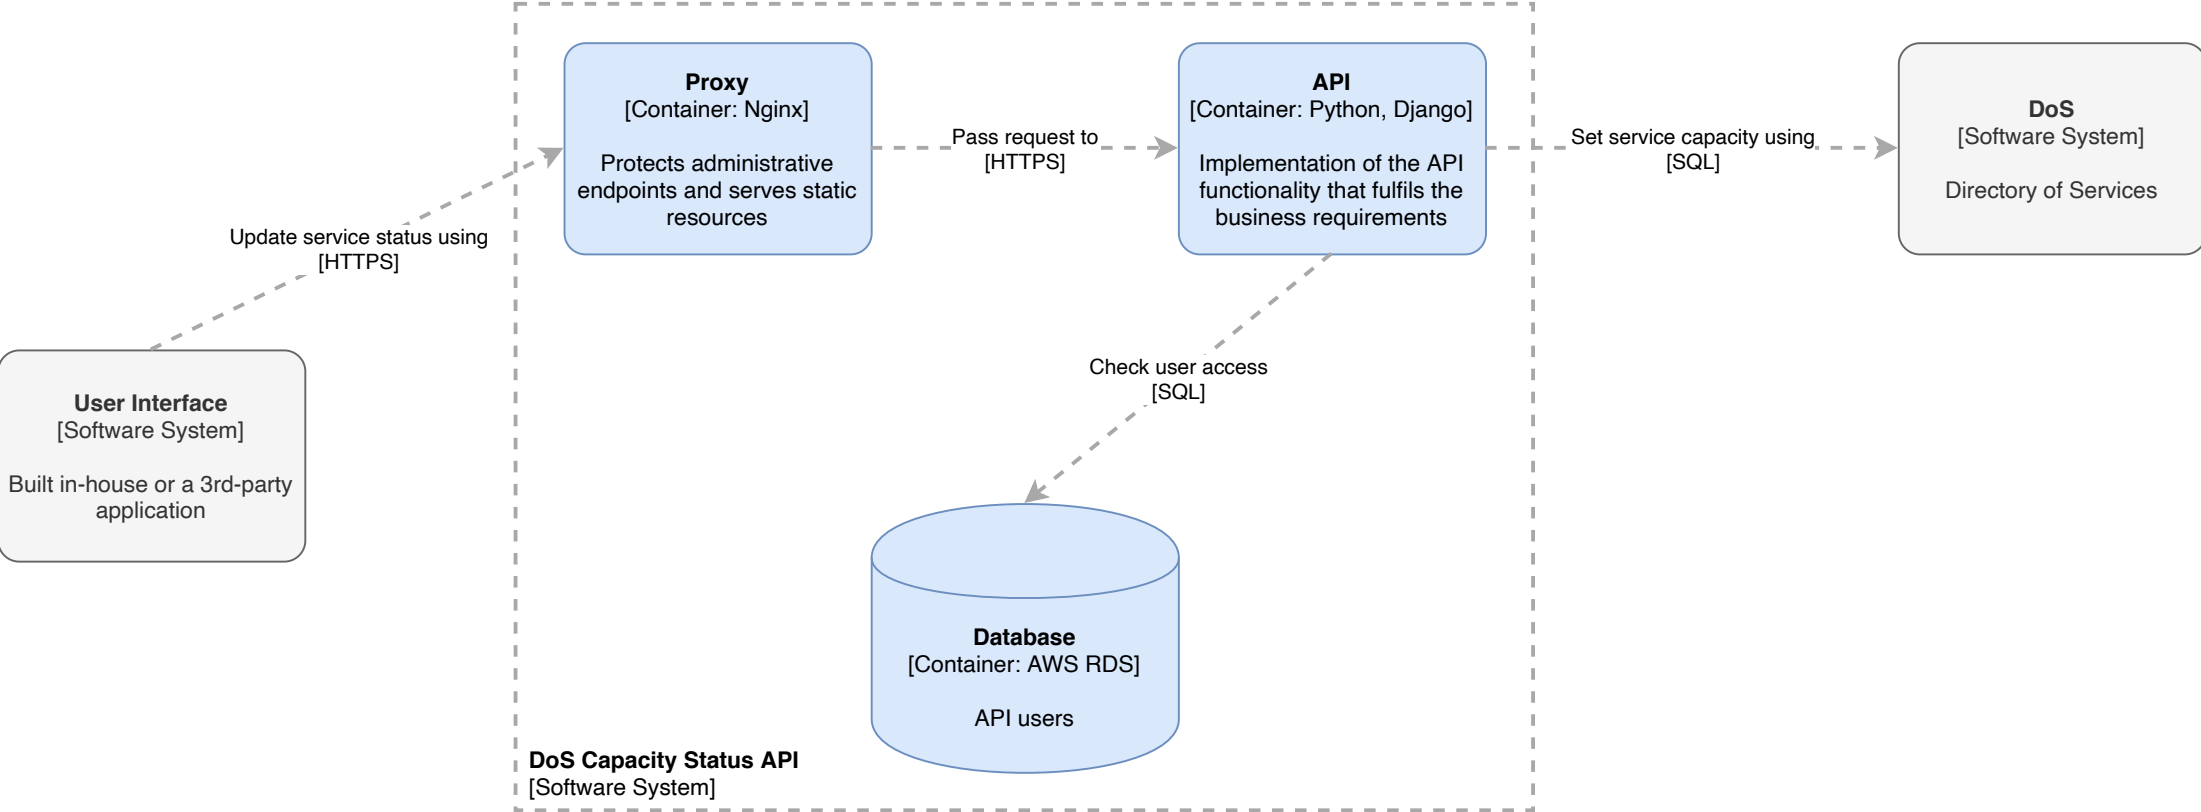 Proxy
[Container: Nginx]
Protects administrative
endpoints and serves static
resources
Pass request to
[HTTPS]
API
[Container: Python, Django]
Implementation of the API
functionality that fulfils the
business requirements
Set service capacity using
[SQL]
DoS
[Software System]
Directory of Services
Update service status using
[HTTPS]
User Interface
[Software System]
Built in-house or a 3rd-party
application
Check user access
[SQL]
Database
[Container: AWS RDS]
API users
DoS Capacity Status API
[Software System]